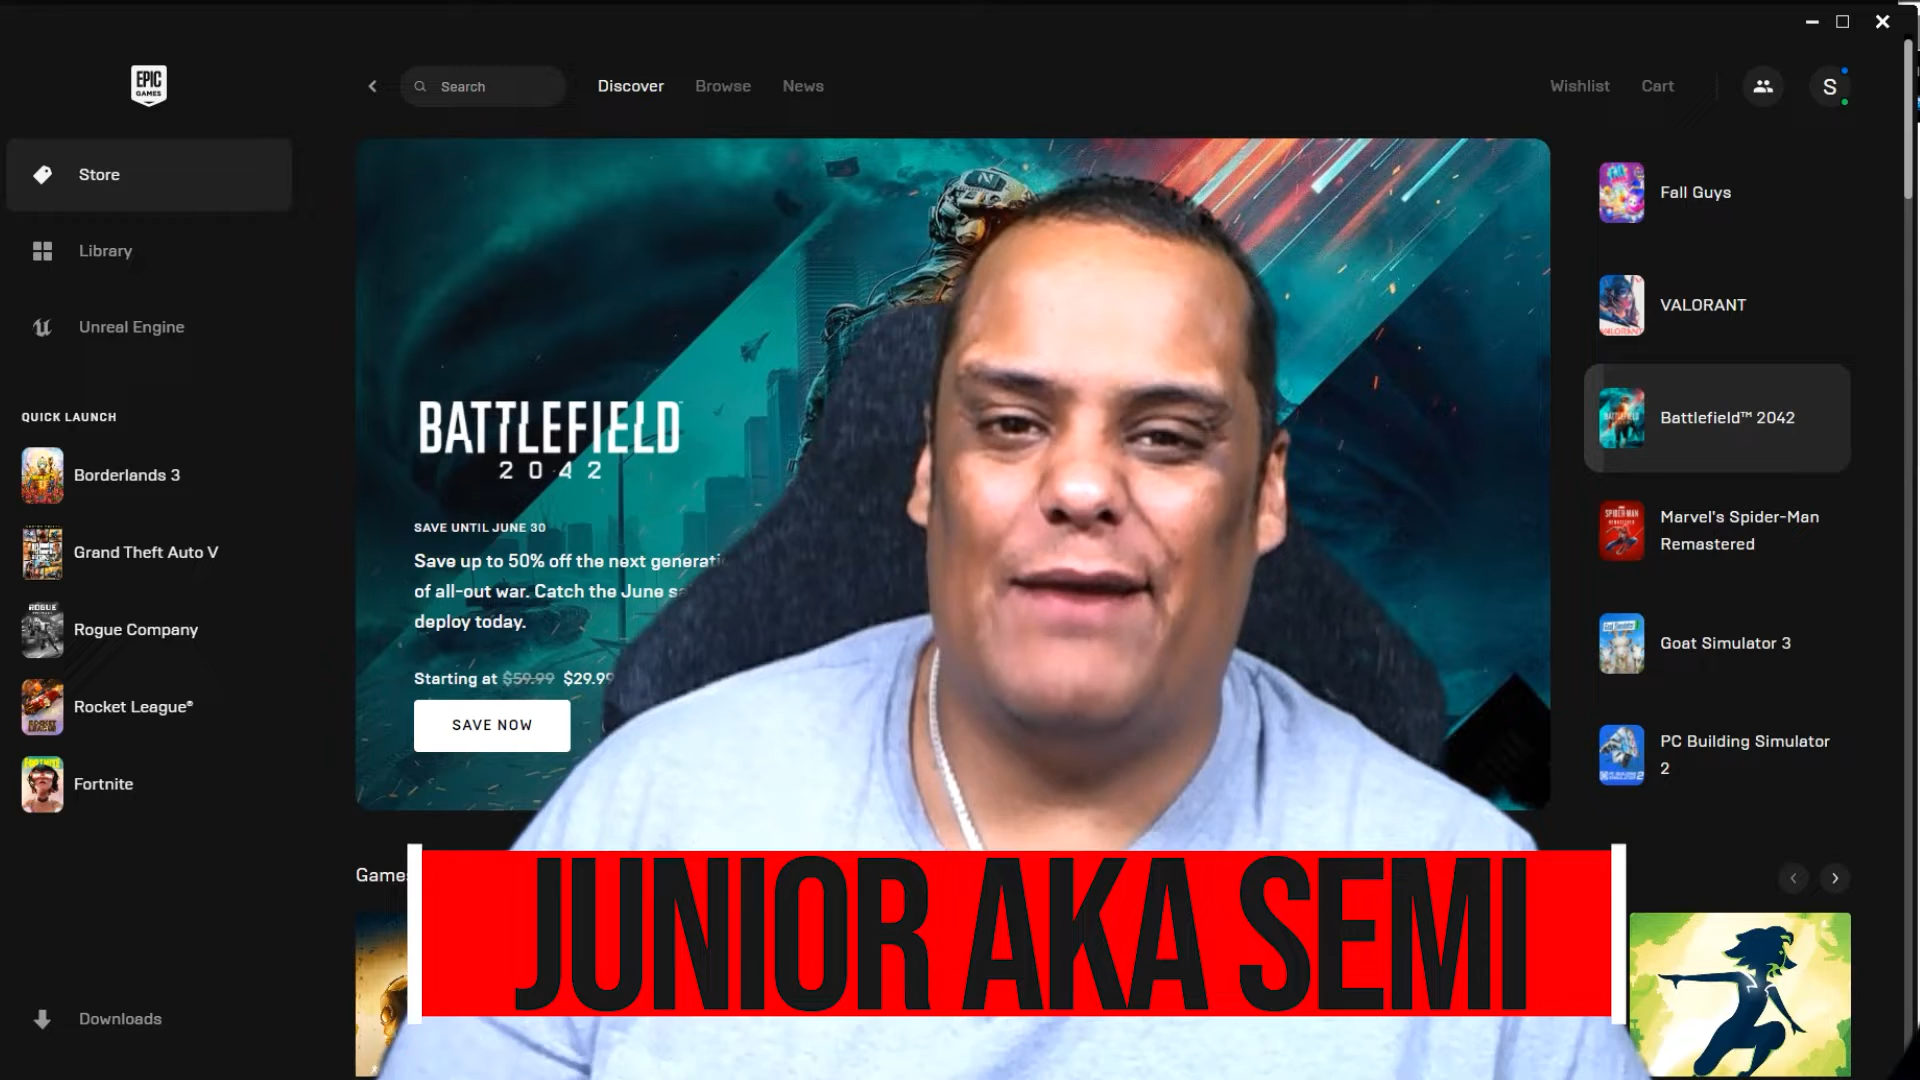 EPIC
GAMES
Search
Discover
Browse
News
Wishlist
Cart
S
Store
Library
Unreal Engine
QUICK LAUNCH
Borderlands 3
Grand Theft Auto V
Rogue Company
Rocket League®
Fortnite
Downloads
BATTLEFIELD
2042
SAVE UNTIL JUNE 30
Save up to 50% off the next
of all-out war. Catch the June
deploy today.
Starting at $59.99 $29.99
SAVE NOW
Fall Guys
VALORANT
Battlefield™ 2042
Marvel's Spider-Man
Remastered
Goat Simulator 3
PC Building Simulator
2
Games
JUNIOR AKA SEMI